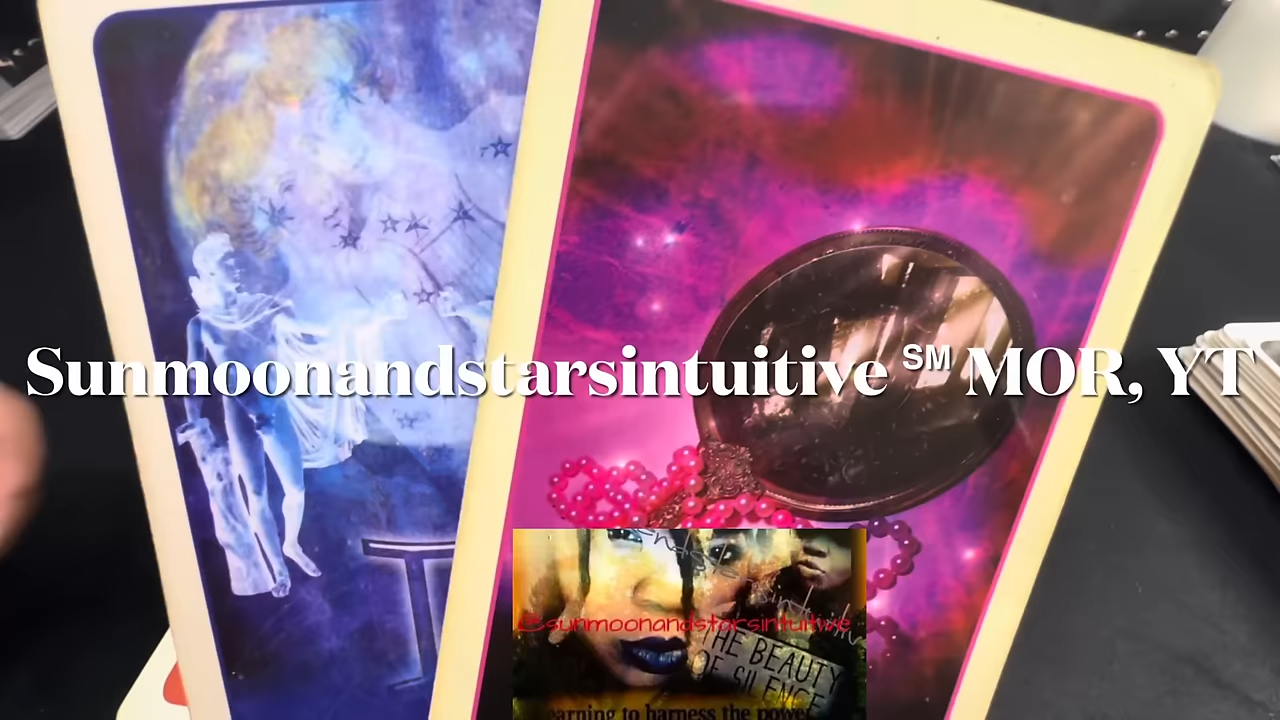 Sunmoonandstarsintuitive ℠ MOR, YT
@sunmoonandstarsintuitive
THE BEAUTY
OF SILENCE
earning to harness the power